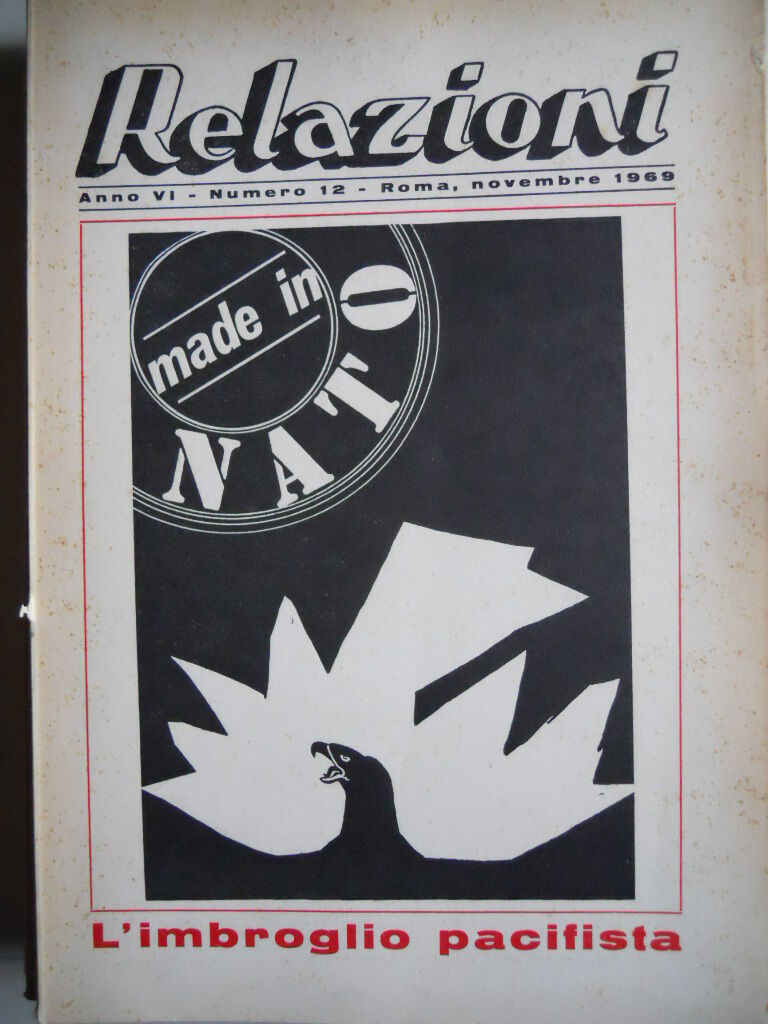 Relazioni
Anno VI - Numero 12 - Roma, novembre 1969
made in
NATO
L'imbroglio pacifista